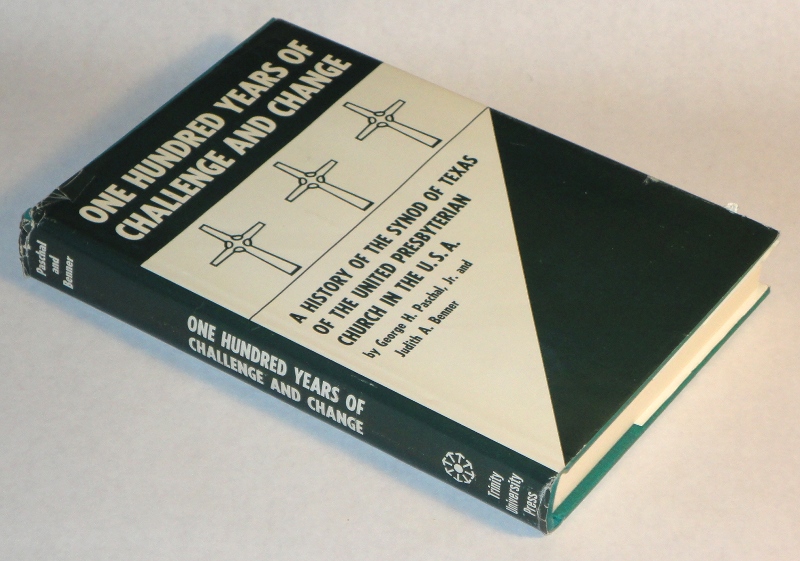 ONE HUNDRED YEARS OF
CHALLENGE AND CHANGE
A HISTORY OF THE SYNOD OF TEXAS
OF THE UNITED PRESBYTERIAN
CHURCH IN THE U.S.A.
by George H. Paschal, Jr. and
Judith A. Benner
Paschal
and
Benner
ONE HUNDRED YEARS OF
CHALLENGE AND CHANGE
Trinity
University
Press